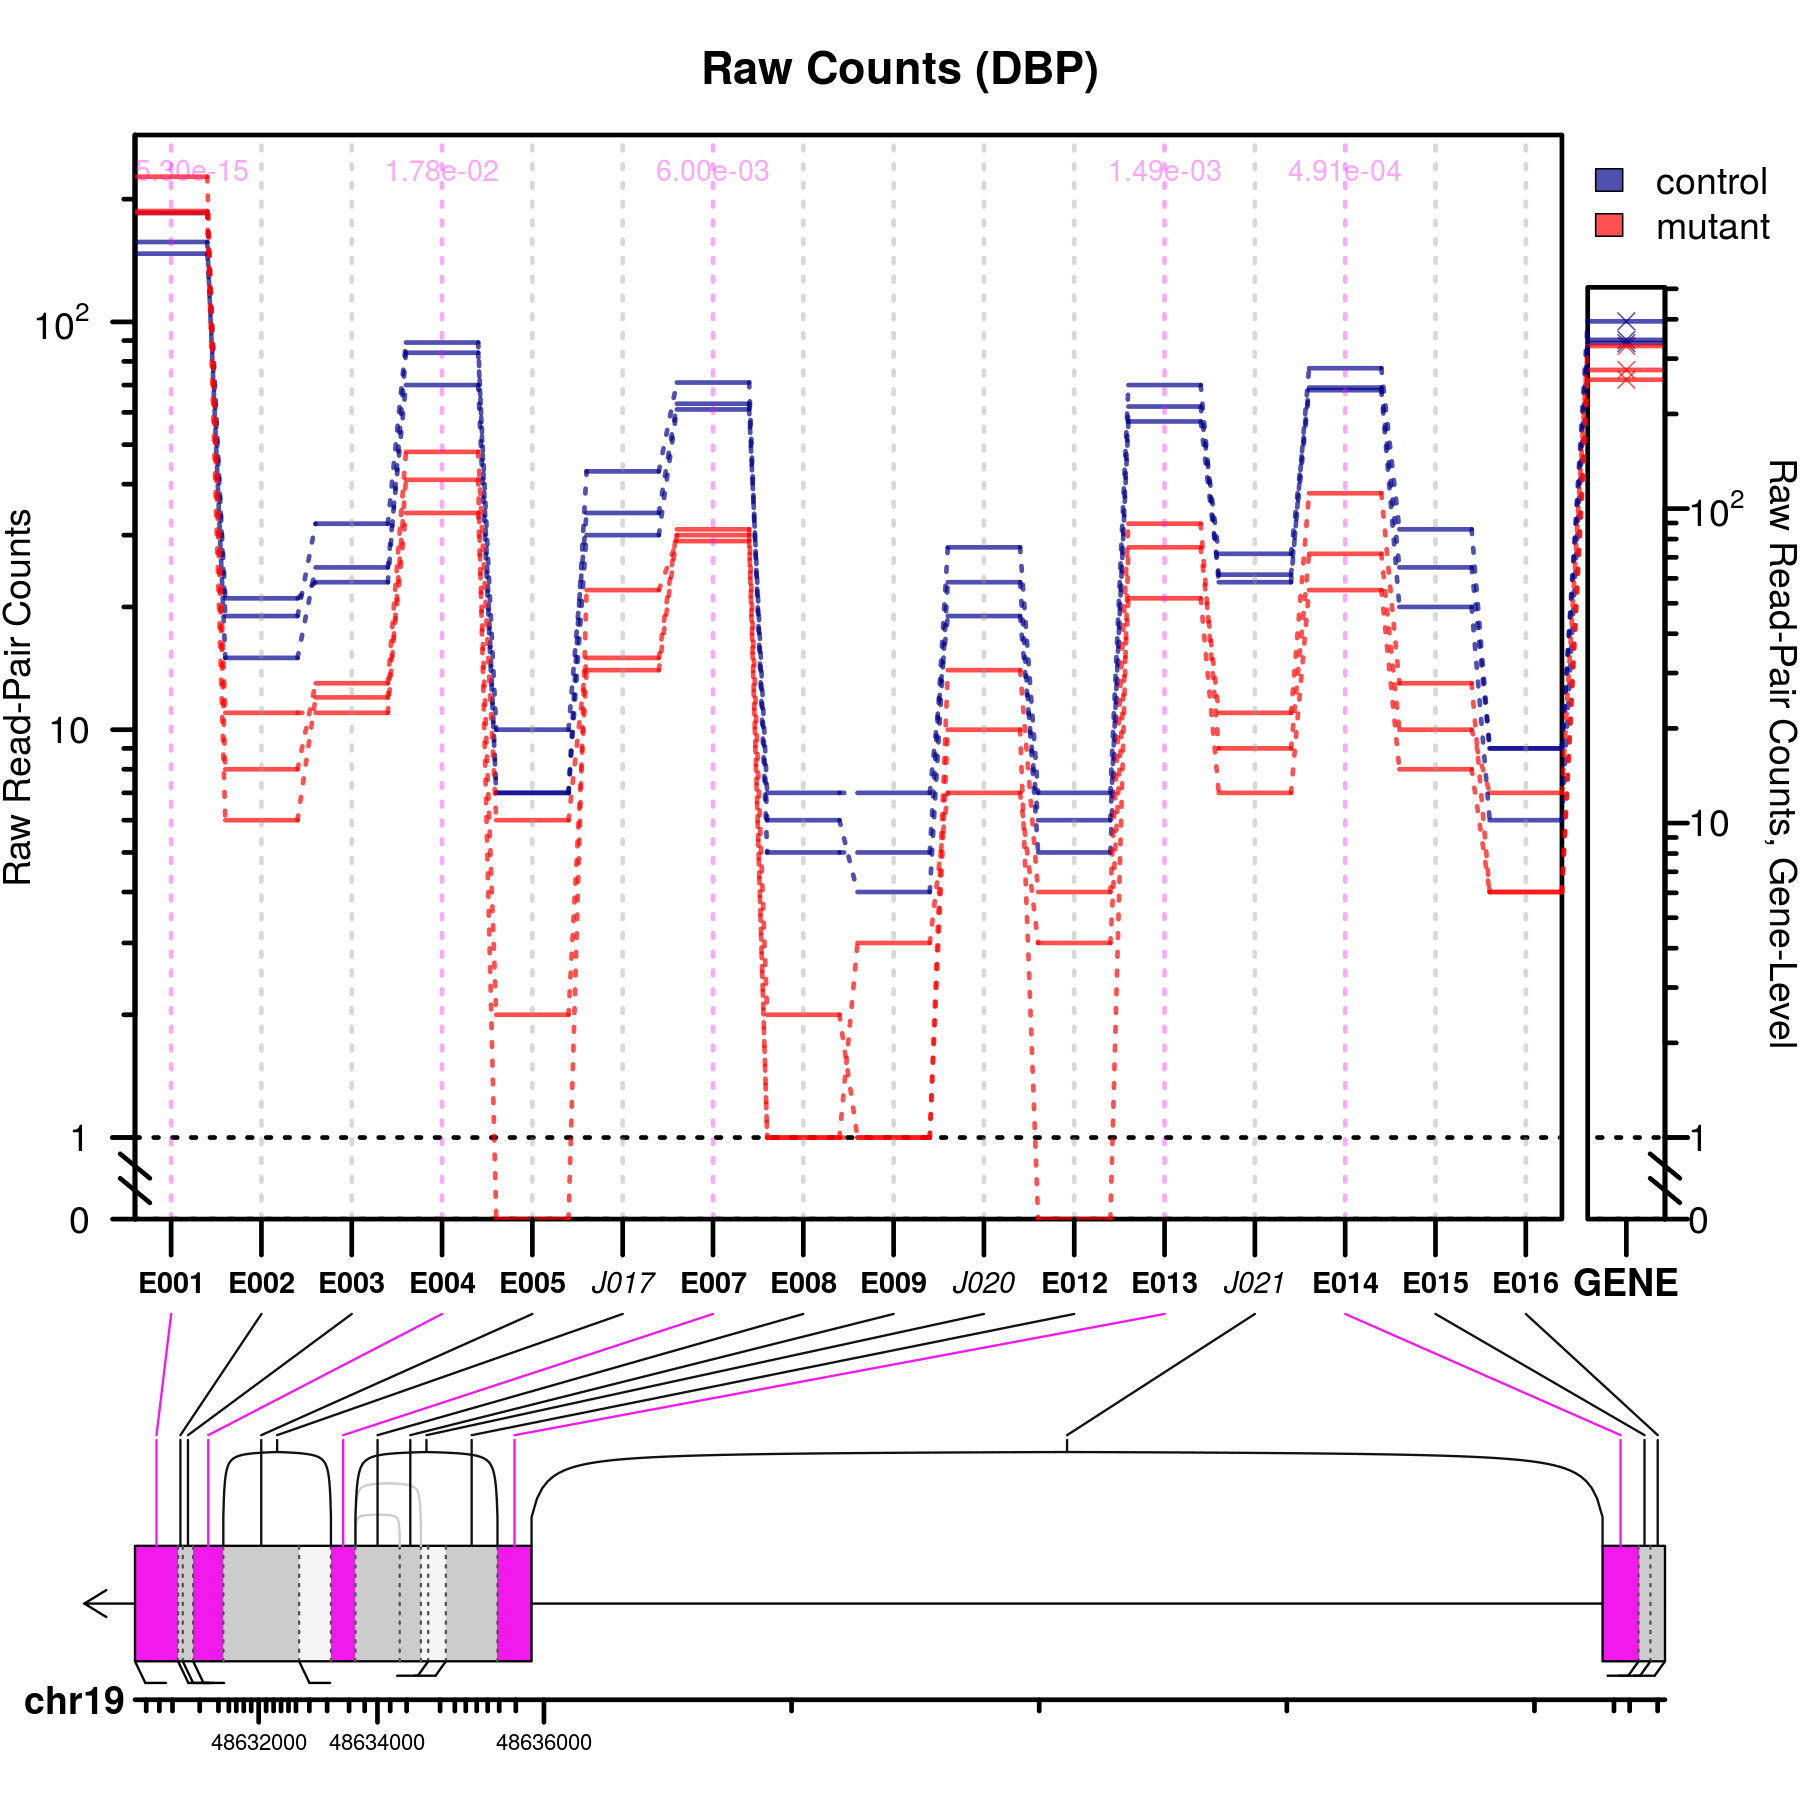 Raw Counts (DBP)
5.30e-15 1.78e-02 6.00e-03 1.49e-03 4.91e-04
control
mutant
Raw Read-Pair Counts
10²
10
1
0
10²
10
1
0
Raw Read-Pair Counts, Gene-Level
E001 E002 E003 E004 E005 J017 E007 E008 E009 J020 E012 E013 J021 E014 E015 E016 GENE
chr19
48632000 48634000 48636000